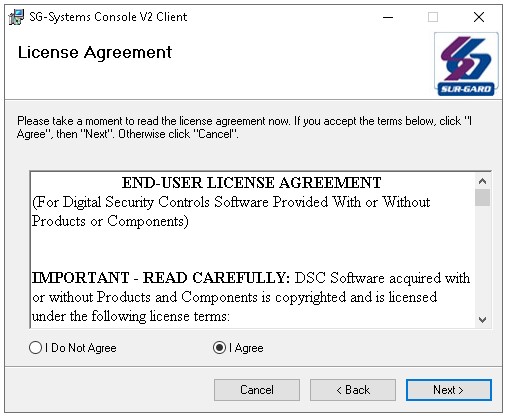 SG-Systems Console V2 Client
License Agreement
SUR-GARD
Please take a moment to read the license agreement now. If you accept the terms below, click "I
Agree", then "Next". Otherwise click "Cancel".
END-USER LICENSE AGREEMENT
(For Digital Security Controls Software Provided With or Without
Products or Components)
IMPORTANT - READ CAREFULLY: DSC Software acquired with
or without Products and Components is copyrighted and is licensed
under the following license terms:
I Do Not Agree
I Agree
Cancel
< Back
Next >